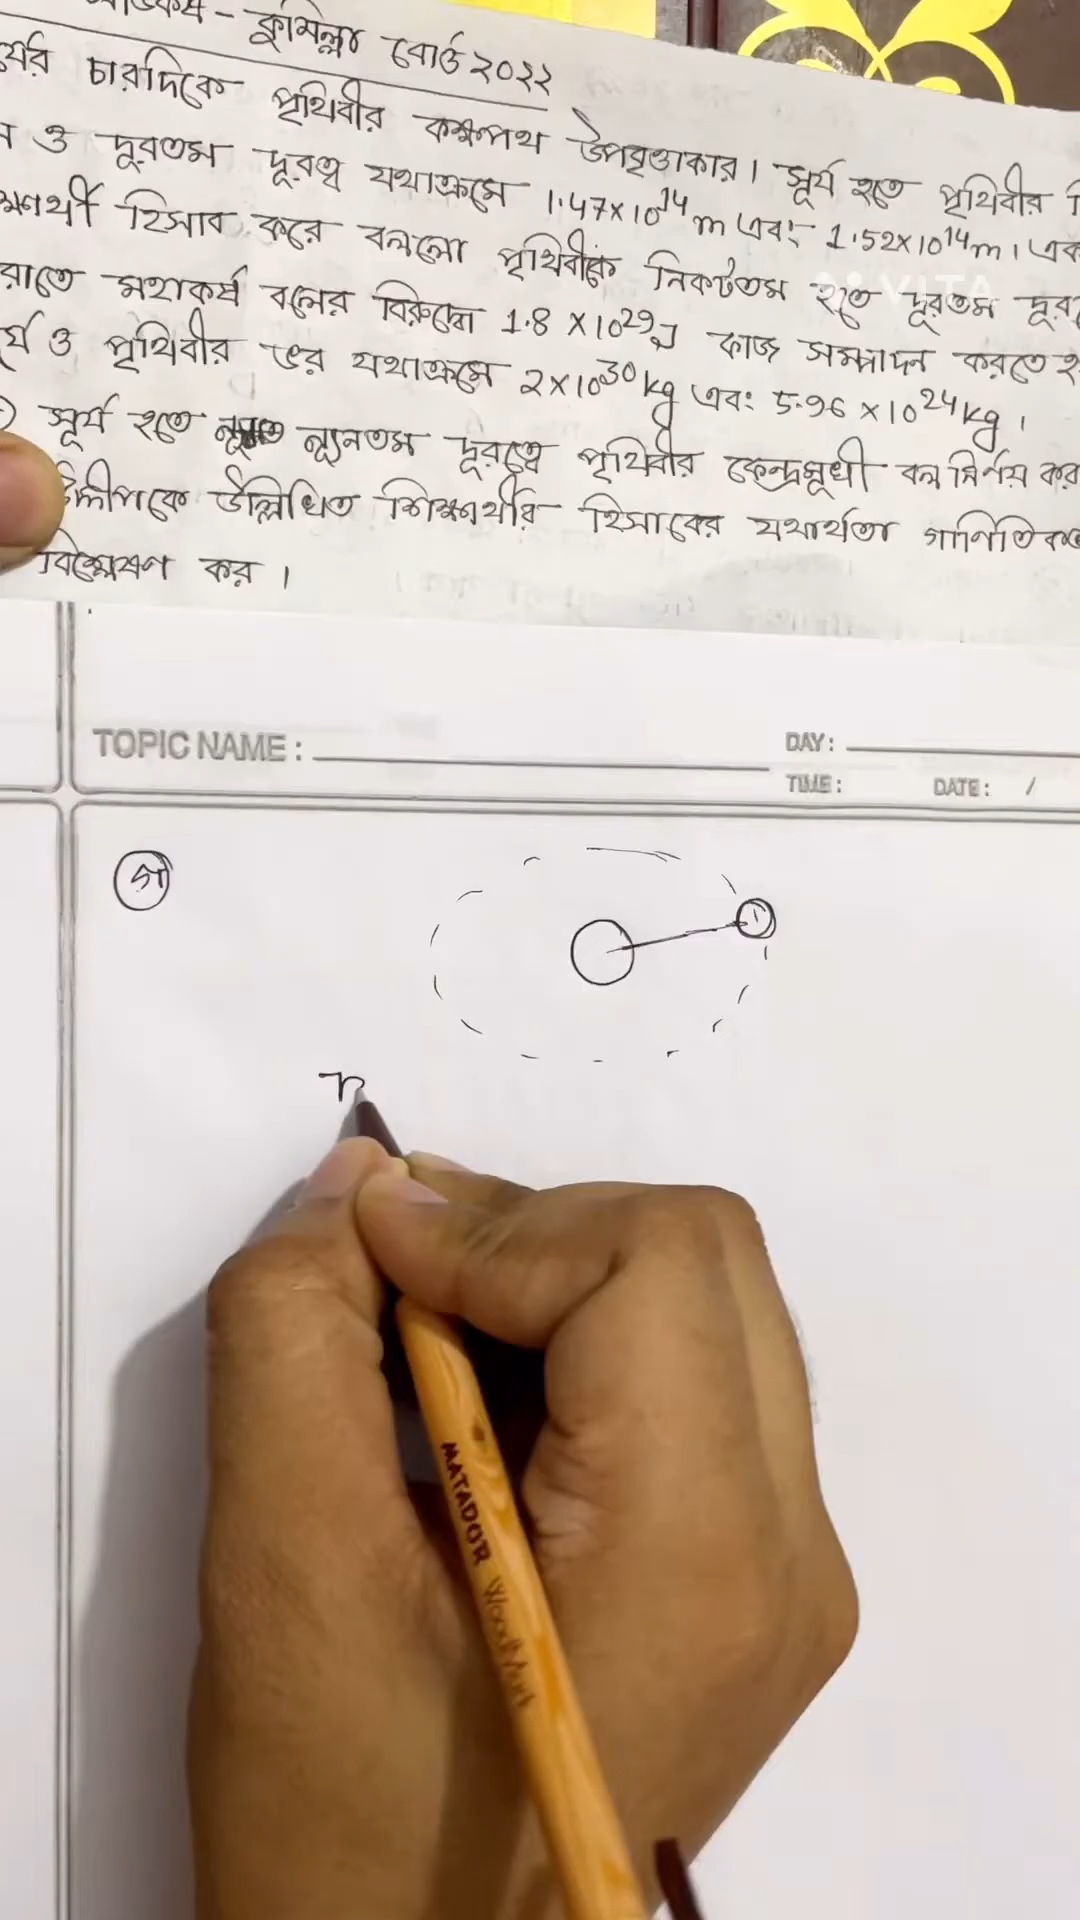 কুমিল্লা বোর্ড ২০২২
চারদিকে পৃথিবীর কক্ষপথ উপবৃত্তাকার। সূর্য হতে পৃথিবীর
ও দূরতম দূরত্ব যথাক্রমে 1.47×10¹⁴m এবং 1.52×10¹⁴m।
হিসাব করে বললো পৃথিবীকে নিকটতম হতে দূরতম
মহাকর্ষ বলের বিরুদ্ধে 1.8×10²⁹J কাজ সম্পাদন করতে
ও পৃথিবীর ভর যথাক্রমে 2×10³⁰kg এবং 5.96×10²⁴kg।
সূর্য হতে ন্যূনতম দূরত্বে পৃথিবীর কেন্দ্রমূখী বল নির্ণয় কর
উদ্দীপকে উল্লিখিত শিক্ষার্থীর হিসাবের যথার্থতা
বিশ্লেষণ কর।
VITA
TOPIC NAME :
DAY :
TIME : DATE : /
গ
MATADOR WoodMark